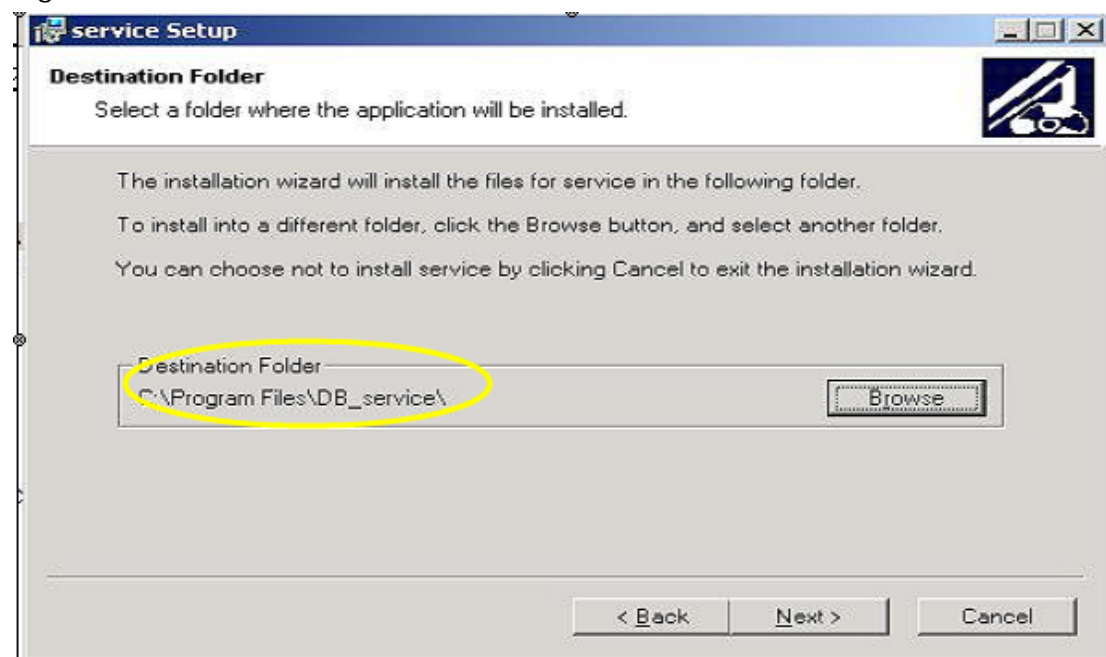 service Setup
Destination Folder
Select a folder where the application will be installed.
The installation wizard will install the files for service in the following folder.
To install into a different folder, click the Browse button, and select another folder.
You can choose not to install service by clicking Cancel to exit the installation wizard.
Destination Folder
C:\Program Files\DB_service\
Browse
< Back
Next >
Cancel